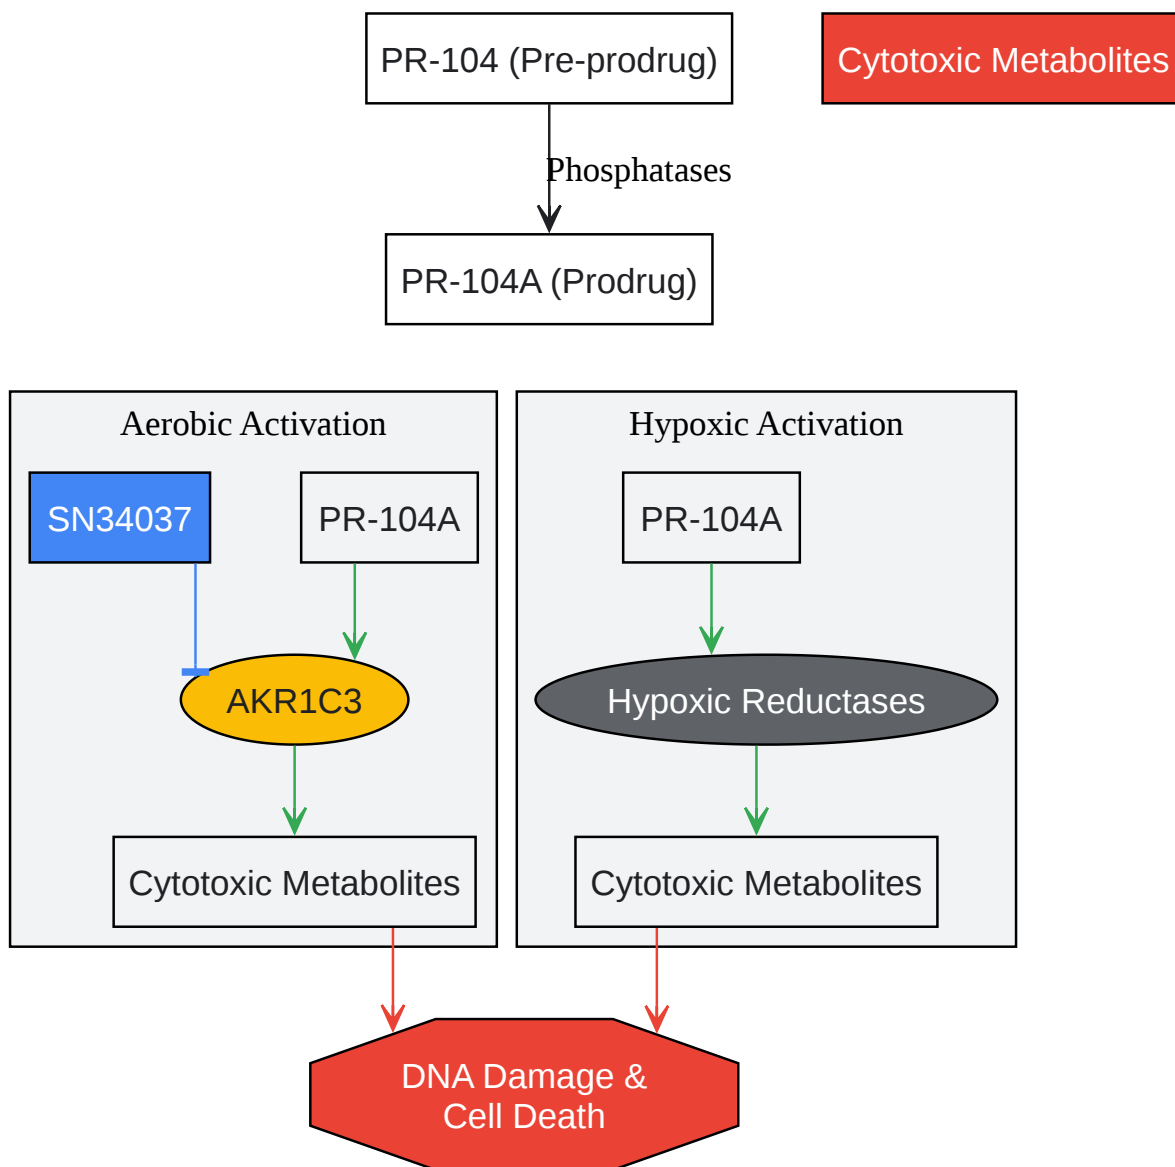 PR-104 (Pre-prodrug)
Cytotoxic Metabolites
Phosphatases
PR-104A (Prodrug)
Aerobic Activation
SN34037
PR-104A
AKR1C3
Cytotoxic Metabolites
Hypoxic Activation
PR-104A
Hypoxic Reductases
Cytotoxic Metabolites
DNA Damage &
Cell Death